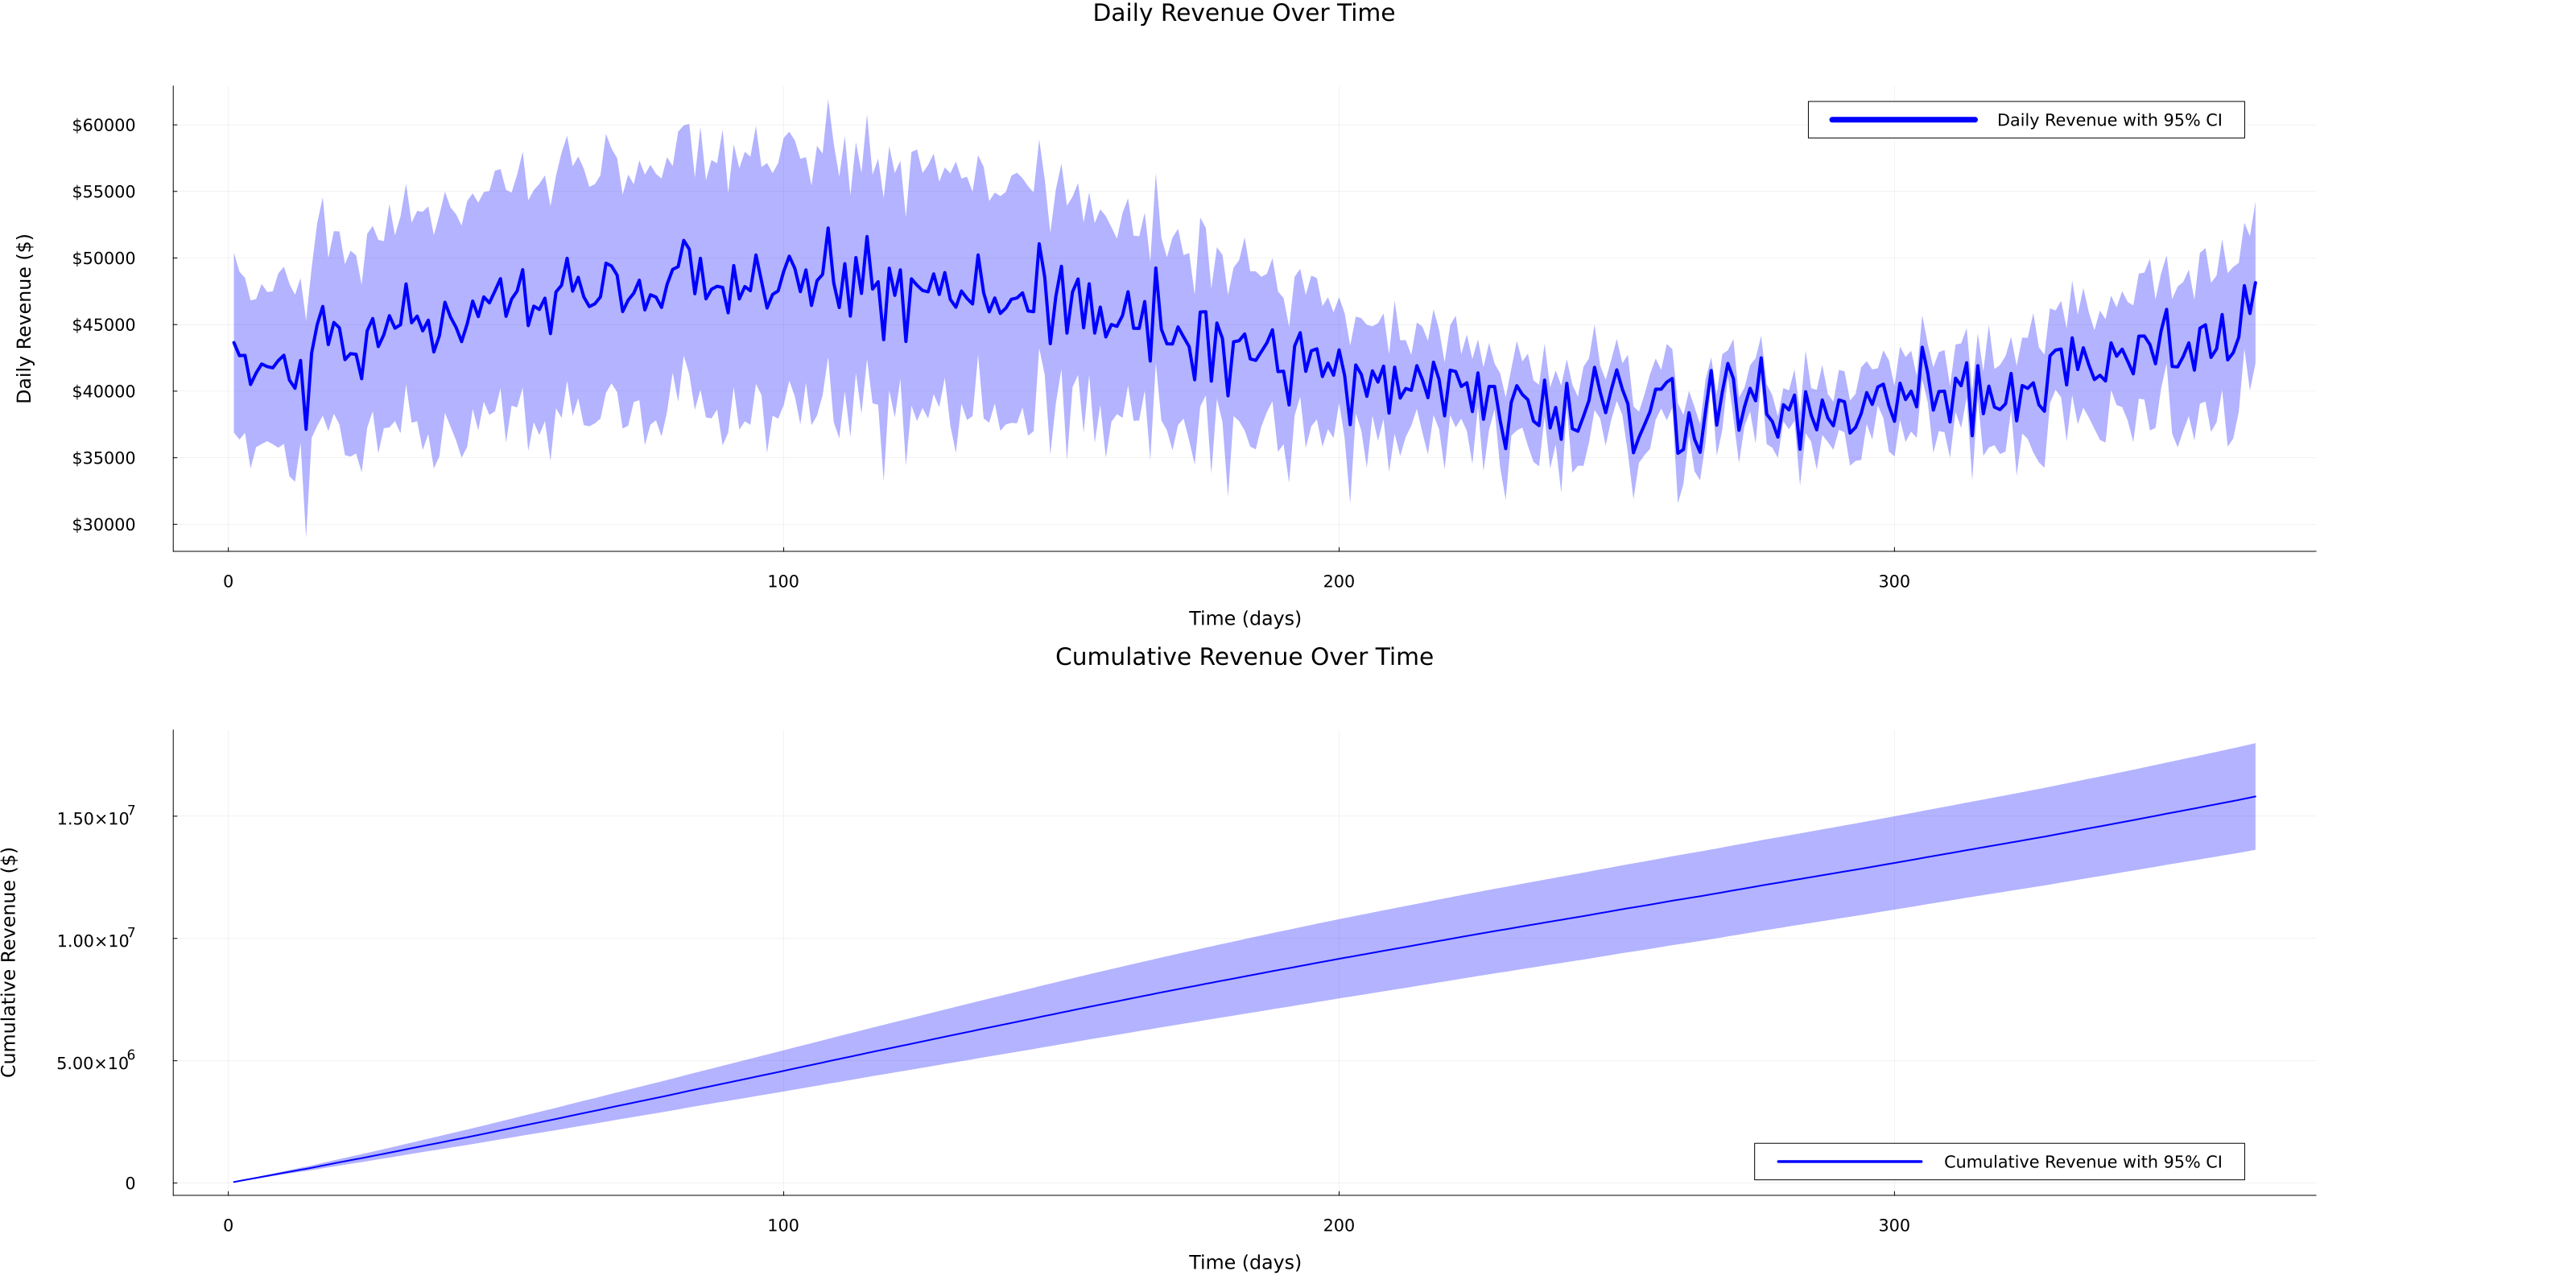 Daily Revenue Over Time
Daily Revenue with 95% CI
Daily Revenue ($)
$60000
$55000
$50000
$45000
$40000
$35000
$30000
0 100 200 300
Time (days)
Cumulative Revenue Over Time
Cumulative Revenue ($)
1.50×10⁷
1.00×10⁷
5.00×10⁶
0
Cumulative Revenue with 95% CI
0 100 200 300
Time (days)